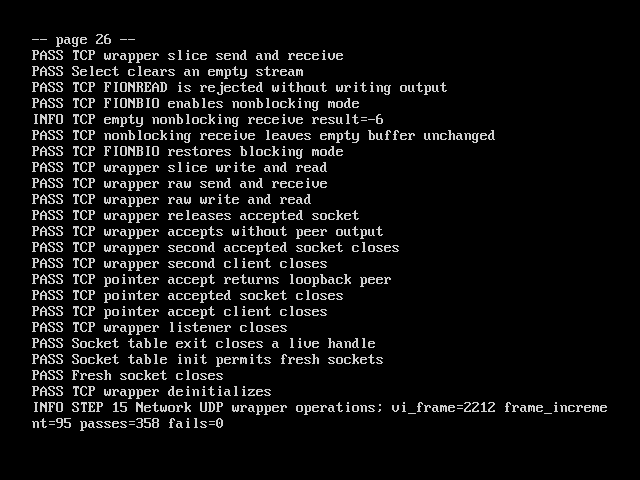 -- page 26 --
PASS TCP wrapper slice send and receive
PASS Select clears an empty stream
PASS TCP FIONREAD is rejected without writing output
PASS TCP FIONBIO enables nonblocking mode
INFO TCP empty nonblocking receive result=-6
PASS TCP nonblocking receive leaves empty buffer unchanged
PASS TCP FIONBIO restores blocking mode
PASS TCP wrapper slice write and read
PASS TCP wrapper raw send and receive
PASS TCP wrapper raw write and read
PASS TCP wrapper releases accepted socket
PASS TCP wrapper accepts without peer output
PASS TCP wrapper second accepted socket closes
PASS TCP wrapper second client closes
PASS TCP pointer accept returns loopback peer
PASS TCP pointer accepted socket closes
PASS TCP pointer accept client closes
PASS TCP wrapper listener closes
PASS Socket table exit closes a live handle
PASS Socket table init permits fresh sockets
PASS Fresh socket closes
PASS TCP wrapper deinitializes
INFO STEP 15 Network UDP wrapper operations; vi_frame=2212 frame_increme
nt=95 passes=358 fails=0